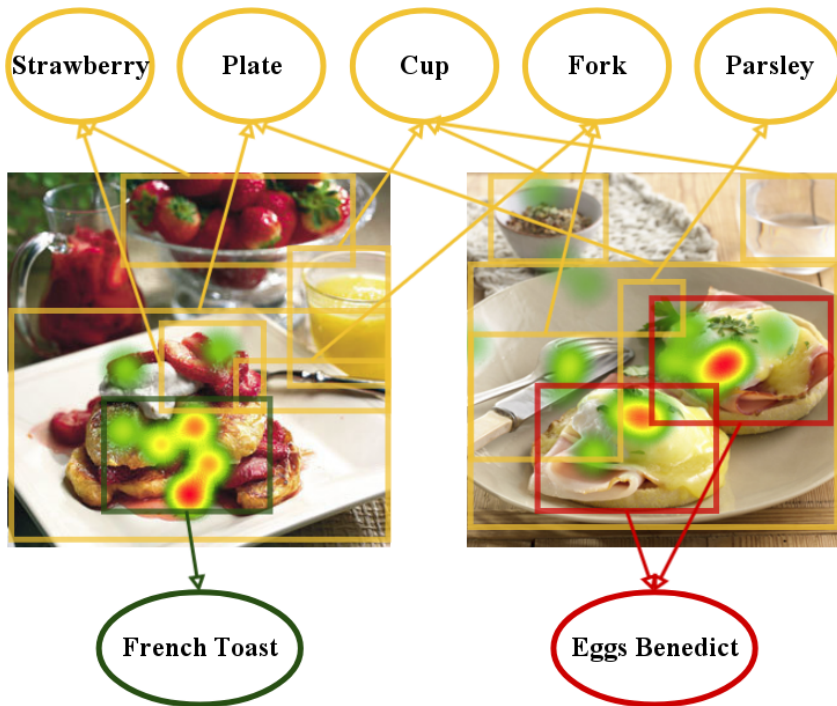 Strawberry
Plate
Cup
Fork
Parsley
French Toast
Eggs Benedict